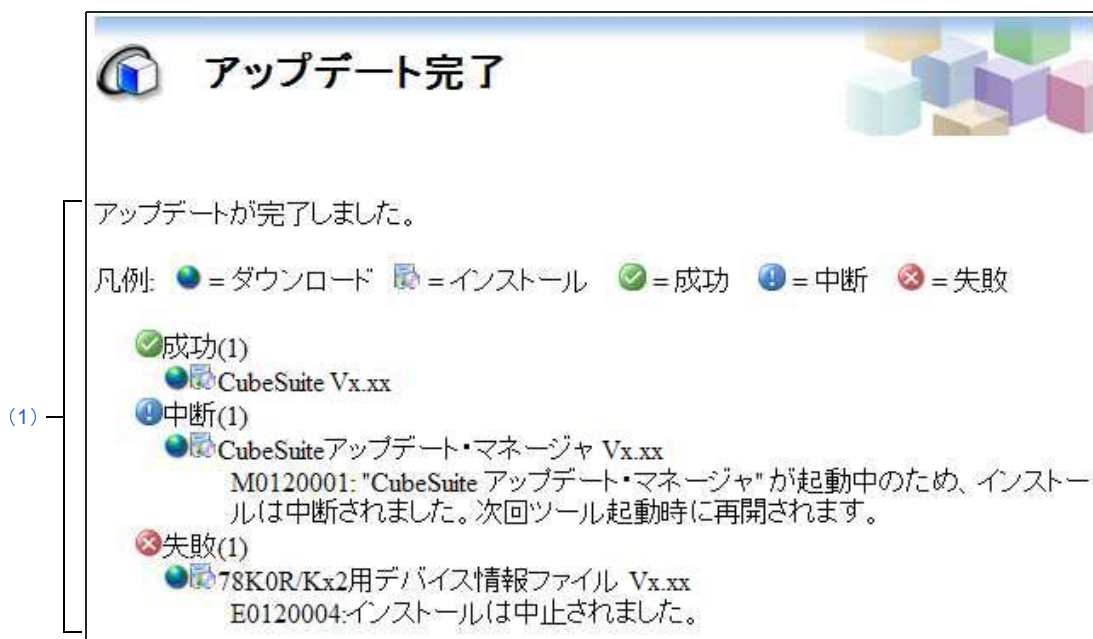 アップデート完了
アップデートが完了しました。
凡例: = ダウンロード = インストール = 成功 = 中断 = 失敗
成功(1)
CubeSuite Vx.xx
(1)
中断(1)
CubeSuiteアップデート・マネージャ Vx.xx
M0120001: "CubeSuite アップデート・マネージャ" が起動中のため、インストー
ルは中断されました。次回ツール起動時に再開されます。
失敗(1)
78K0R/Kx2用デバイス情報ファイル Vx.xx
E0120004:インストールは中止されました。